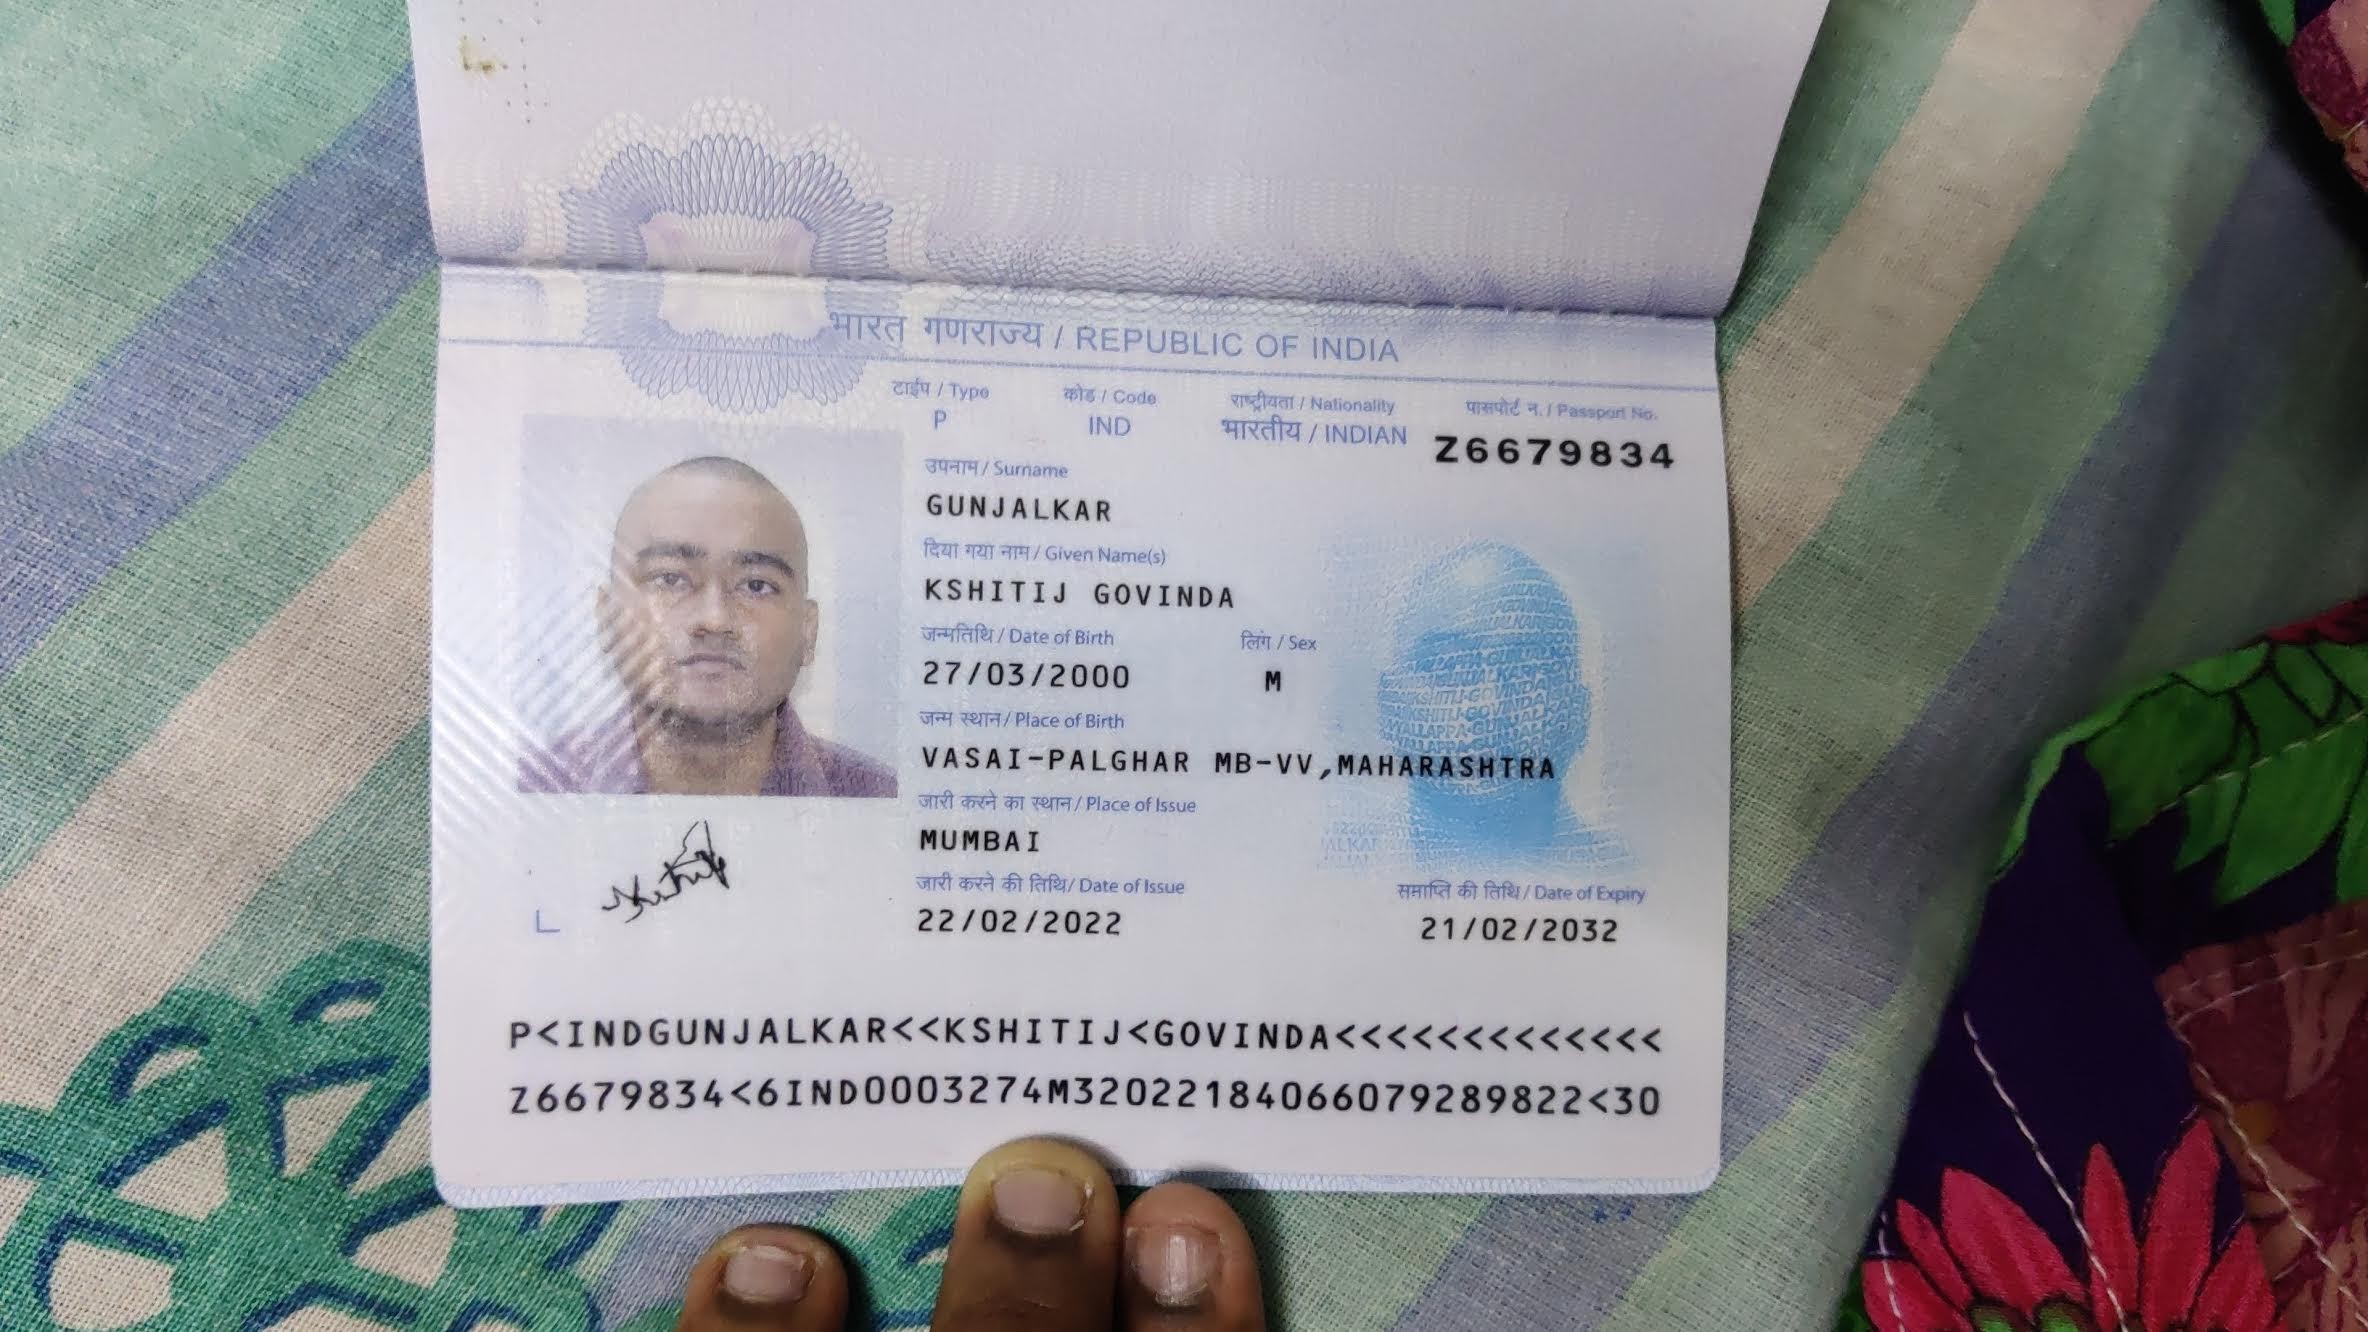 भारत गणराज्य / REPUBLIC OF INDIA
टाईप / Type कोड / Code राष्ट्रीयता / Nationality पासपोर्ट न. / Passport No.
P IND भारतीय / INDIAN Z6679834
उपनाम / Surname
GUNJALKAR
दिया गया नाम / Given Name(s)
KSHITIJ GOVINDA
जन्मतिथि / Date of Birth लिंग / Sex
27/03/2000 M
जन्म स्थान / Place of Birth
VASAI-PALGHAR MB-VV,MAHARASHTRA
जारी करने का स्थान / Place of Issue
MUMBAI
जारी करने की तिथि / Date of Issue समाप्ति की तिथि / Date of Expiry
22/02/2022 21/02/2032
P<INDGUNJALKAR<<KSHITIJ<GOVINDA<<<<<<<<<<<<<
Z6679834<6IND0003274M3202218406607928​9822<30